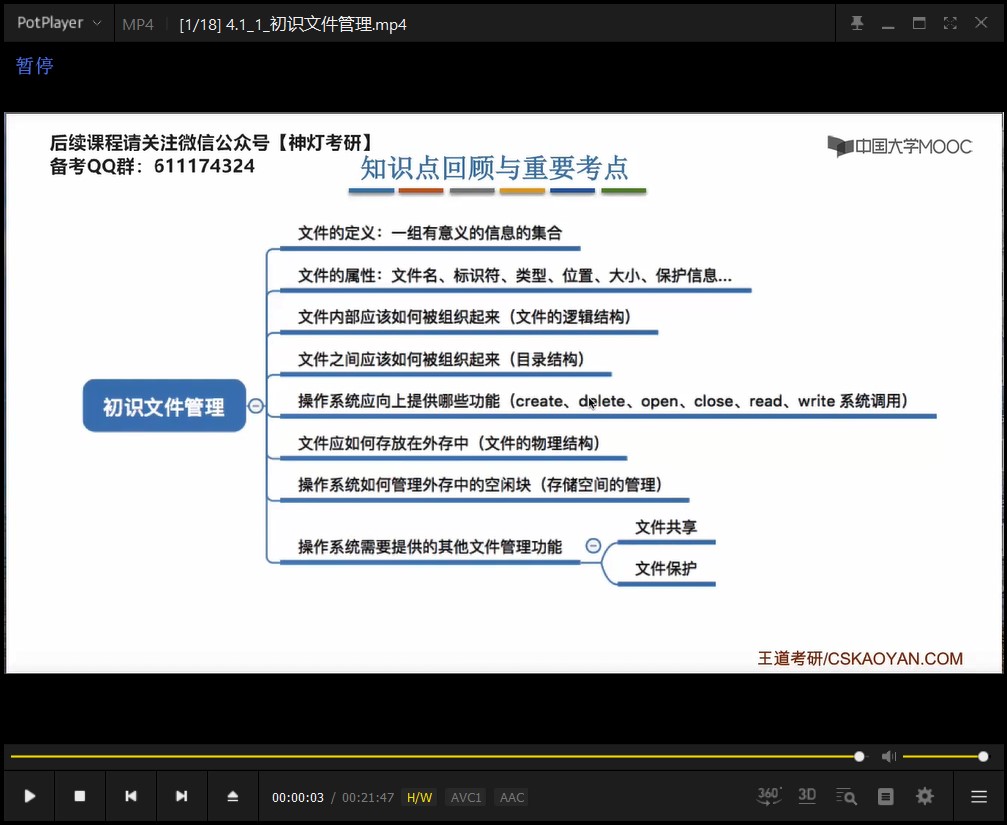 PotPlayer MP4 [1/18] 4.1_1_初识文件管理.mp4
暂停
后续课程请关注微信公众号【神灯考研】
备考QQ群：611174324
中国大学MOOC
知识点回顾与重要考点
初识文件管理
文件的定义：一组有意义的信息的集合
文件的属性：文件名、标识符、类型、位置、大小、保护信息...
文件内部应该如何被组织起来（文件的逻辑结构）
文件之间应该如何被组织起来（目录结构）
操作系统应向上提供哪些功能（create、delete、open、close、read、write 系统调用）
文件应如何存放在外存中（文件的物理结构）
操作系统如何管理外存中的空闲块（存储空间的管理）
操作系统需要提供的其他文件管理功能
文件共享
文件保护
王道考研/CSKAOYAN.COM
00:00:03 / 00:21:47 H/W AVC1 AAC 360° 3D